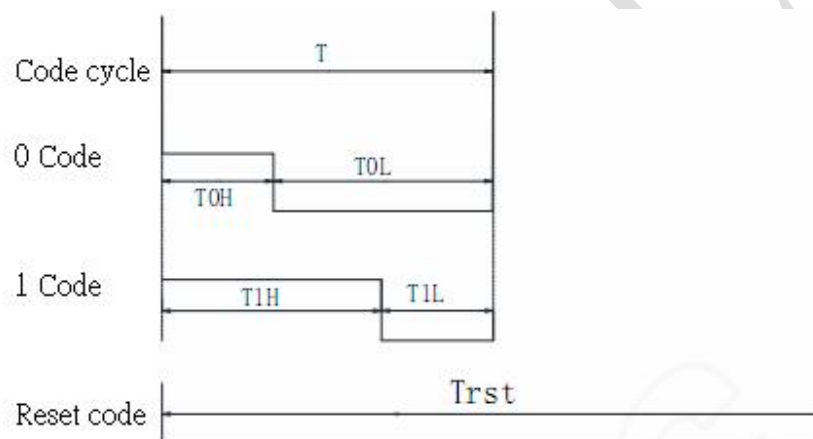 T
Code cycle
0 Code
T0L
T0H
1 Code
T1H
T1L
Trst
Reset code